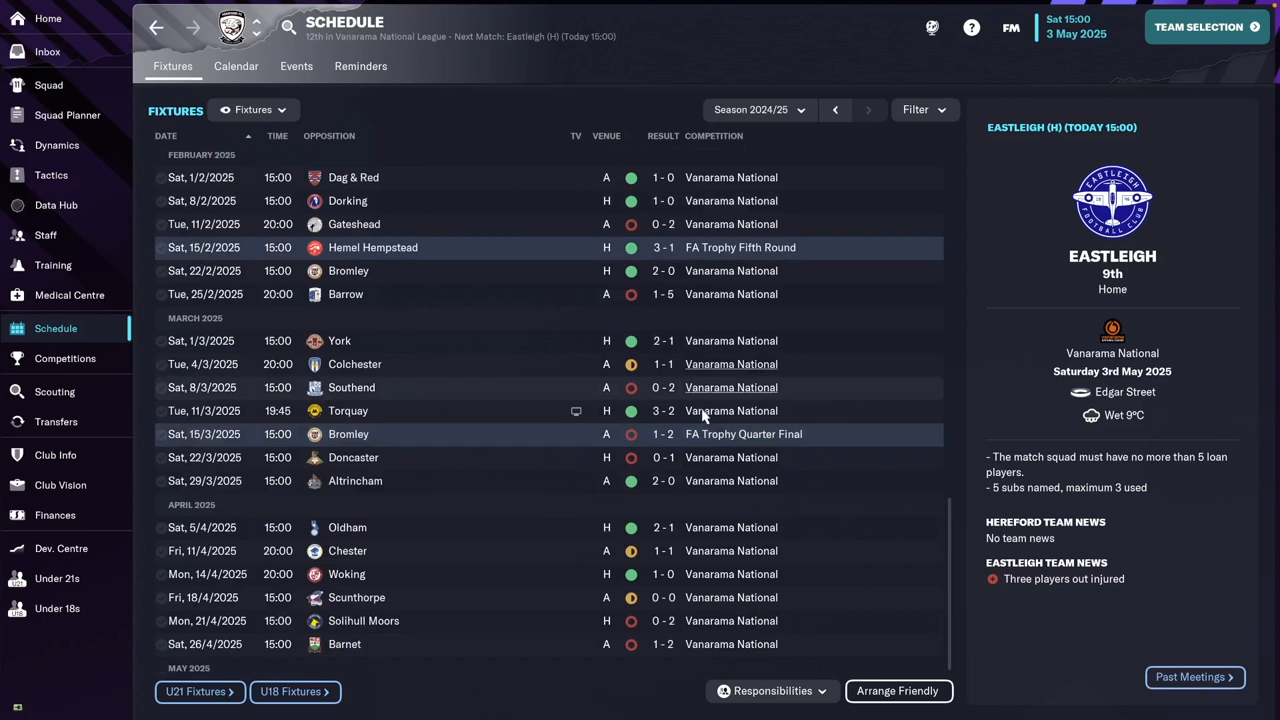 Home
Inbox
Squad
Squad Planner
Dynamics
Tactics
Data Hub
Staff
Training
Medical Centre
Schedule
Competitions
Scouting
Transfers
Club Info
Club Vision
Finances
Dev. Centre
U21 Under 21s
U18 Under 18s
SCHEDULE
12th in Vanarama National League - Next Match: Eastleigh (H) (Today 15:00)
? FM Sat 15:00
3 May 2025
TEAM SELECTION
Fixtures Calendar Events Reminders
FIXTURES Fixtures Season 2024/25 Filter
DATE TIME OPPOSITION TV VENUE RESULT COMPETITION
FEBRUARY 2025
Sat, 1/2/2025 15:00 Dag & Red A 1 - 0 Vanarama National
Sat, 8/2/2025 15:00 Dorking H 1 - 0 Vanarama National
Tue, 11/2/2025 20:00 Gateshead A 0 - 2 Vanarama National
Sat, 15/2/2025 15:00 Hemel Hempstead H 3 - 1 FA Trophy Fifth Round
Sat, 22/2/2025 15:00 Bromley H 2 - 0 Vanarama National
Tue, 25/2/2025 20:00 Barrow A 1 - 5 Vanarama National
MARCH 2025
Sat, 1/3/2025 15:00 York H 2 - 1 Vanarama National
Tue, 4/3/2025 20:00 Colchester A 1 - 1 Vanarama National
Sat, 8/3/2025 15:00 Southend A 0 - 2 Vanarama National
Tue, 11/3/2025 19:45 Torquay H 3 - 2 Vanarama National
Sat, 15/3/2025 15:00 Bromley A 1 - 2 FA Trophy Quarter Final
Sat, 22/3/2025 15:00 Doncaster H 0 - 1 Vanarama National
Sat, 29/3/2025 15:00 Altrincham A 2 - 0 Vanarama National
APRIL 2025
Sat, 5/4/2025 15:00 Oldham H 2 - 1 Vanarama National
Fri, 11/4/2025 20:00 Chester A 1 - 1 Vanarama National
Mon, 14/4/2025 20:00 Woking H 1 - 0 Vanarama National
Fri, 18/4/2025 15:00 Scunthorpe A 0 - 0 Vanarama National
Mon, 21/4/2025 15:00 Solihull Moors H 0 - 2 Vanarama National
Sat, 26/4/2025 15:00 Barnet A 1 - 2 Vanarama National
MAY 2025
U21 Fixtures U18 Fixtures Responsibilities Arrange Friendly
EASTLEIGH (H) (TODAY 15:00)
EASTLEIGH
FOOTBALL CLUB
EASTLEIGH
9th
Home
Vanarama National
Saturday 3rd May 2025
Edgar Street
Wet 9ºC
- The match squad must have no more than 5 loan
players.
- 5 subs named, maximum 3 used
HEREFORD TEAM NEWS
No team news
EASTLEIGH TEAM NEWS
Three players out injured
Past Meetings